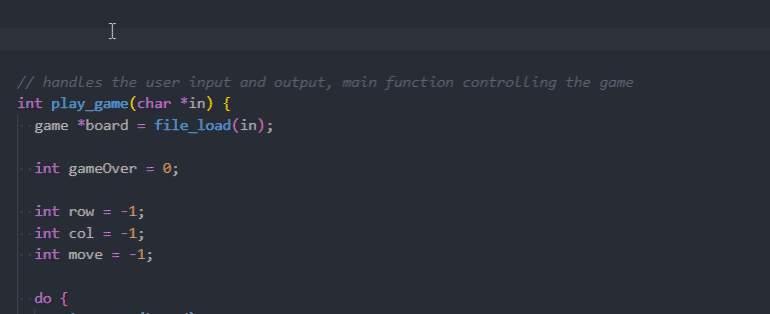 // handles the user input and output, main function controlling the game
int play_game(char *in) {
game *board = file_load(in);
int gameOver = 0;
int row = -1;
int col = -1;
int move = -1;
do {